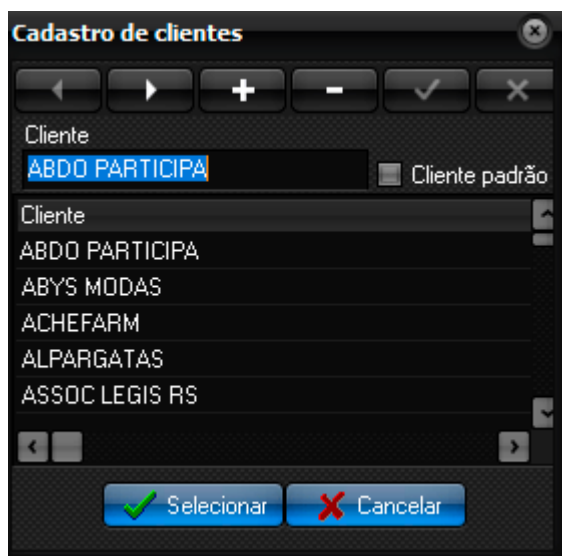 Cadastro de clientes
Cliente
ABDO PARTICIPA
Cliente padrão
Cliente
ABDO PARTICIPA
ABYS MODAS
ACHEFARM
ALPARGATAS
ASSOC LEGIS RS
Selecionar
Cancelar